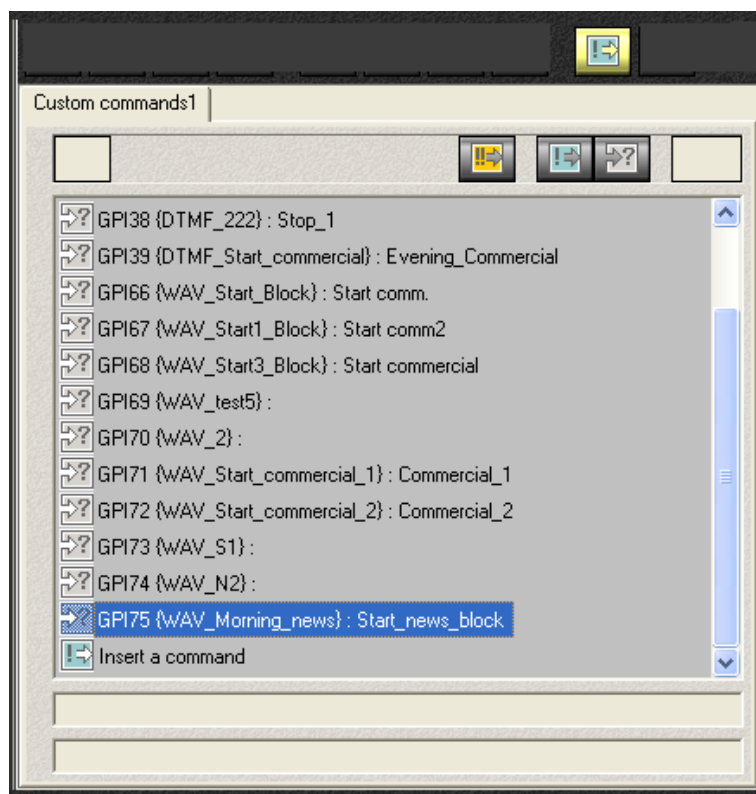 Custom commands1
GPI38 {DTMF_222} : Stop_1
GPI39 {DTMF_Start_commercial} : Evening_Commercial
GPI66 {WAV_Start_Block} : Start comm.
GPI67 {WAV_Start1_Block} : Start comm2
GPI68 {WAV_Start3_Block} : Start commercial
GPI69 {WAV_test5} :
GPI70 {WAV_2} :
GPI71 {WAV_Start_commercial_1} : Commercial_1
GPI72 {WAV_Start_commercial_2} : Commercial_2
GPI73 {WAV_S1} :
GPI74 {WAV_N2} :
GPI75 {WAV_Morning_news} : Start_news_block
Insert a command